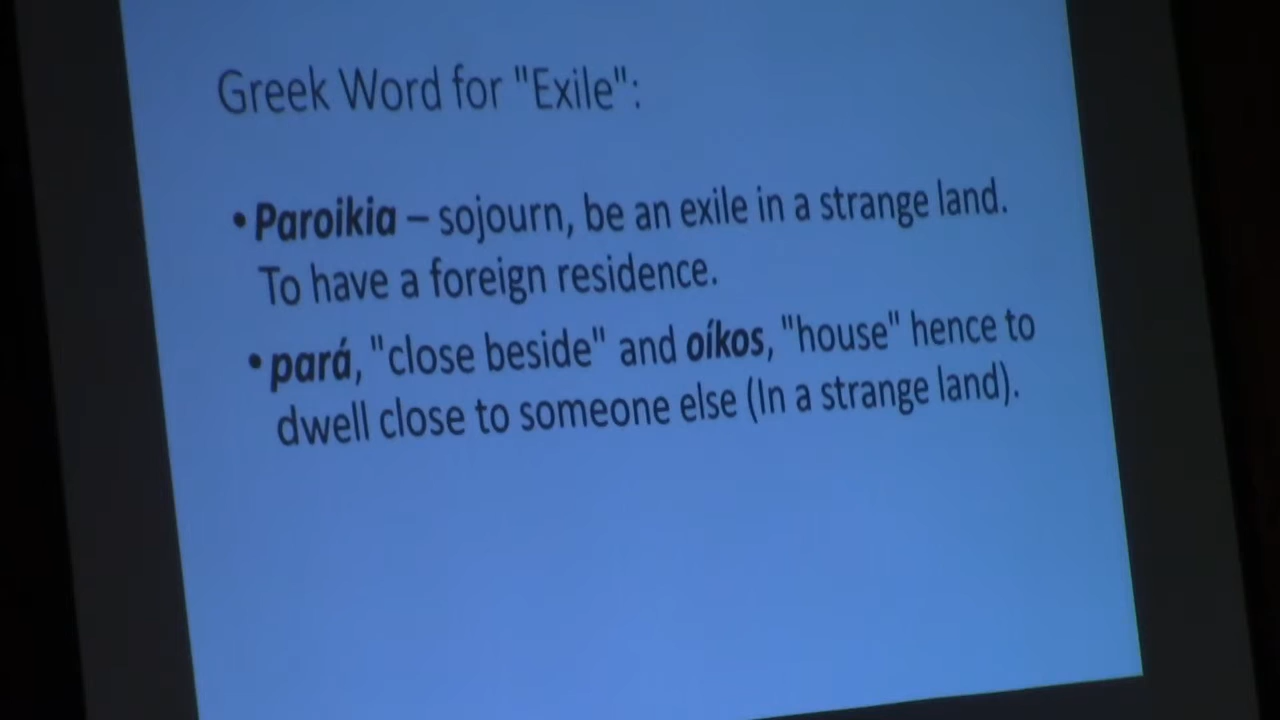 Greek Word for "Exile":
• Paroikia – sojourn, be an exile in a strange land.
To have a foreign residence.
• pará, "close beside" and oíkos, "house" hence to
dwell close to someone else (In a strange land).